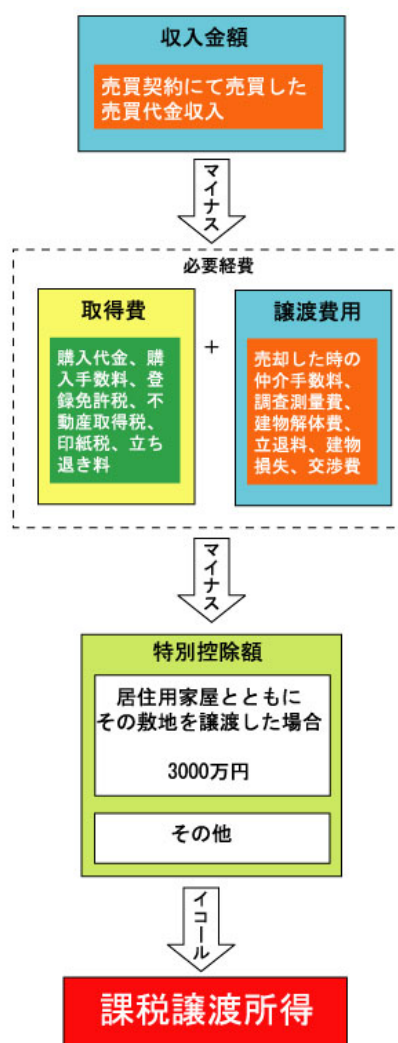 収入金額
売買契約にて売買した
売買代金収入
マイナス
必要経費
取得費
購入代金、購
入手数料、登
録免許税、不
動産取得税、
印紙税、立ち
退き料
+
譲渡費用
売却した時の
仲介手数料、
調査測量費、
建物解体費、
立退料、建物
損失、交渉費
マイナス
特別控除額
居住用家屋とともに
その敷地を譲渡した場合
3000万円
その他
イコール
課税譲渡所得